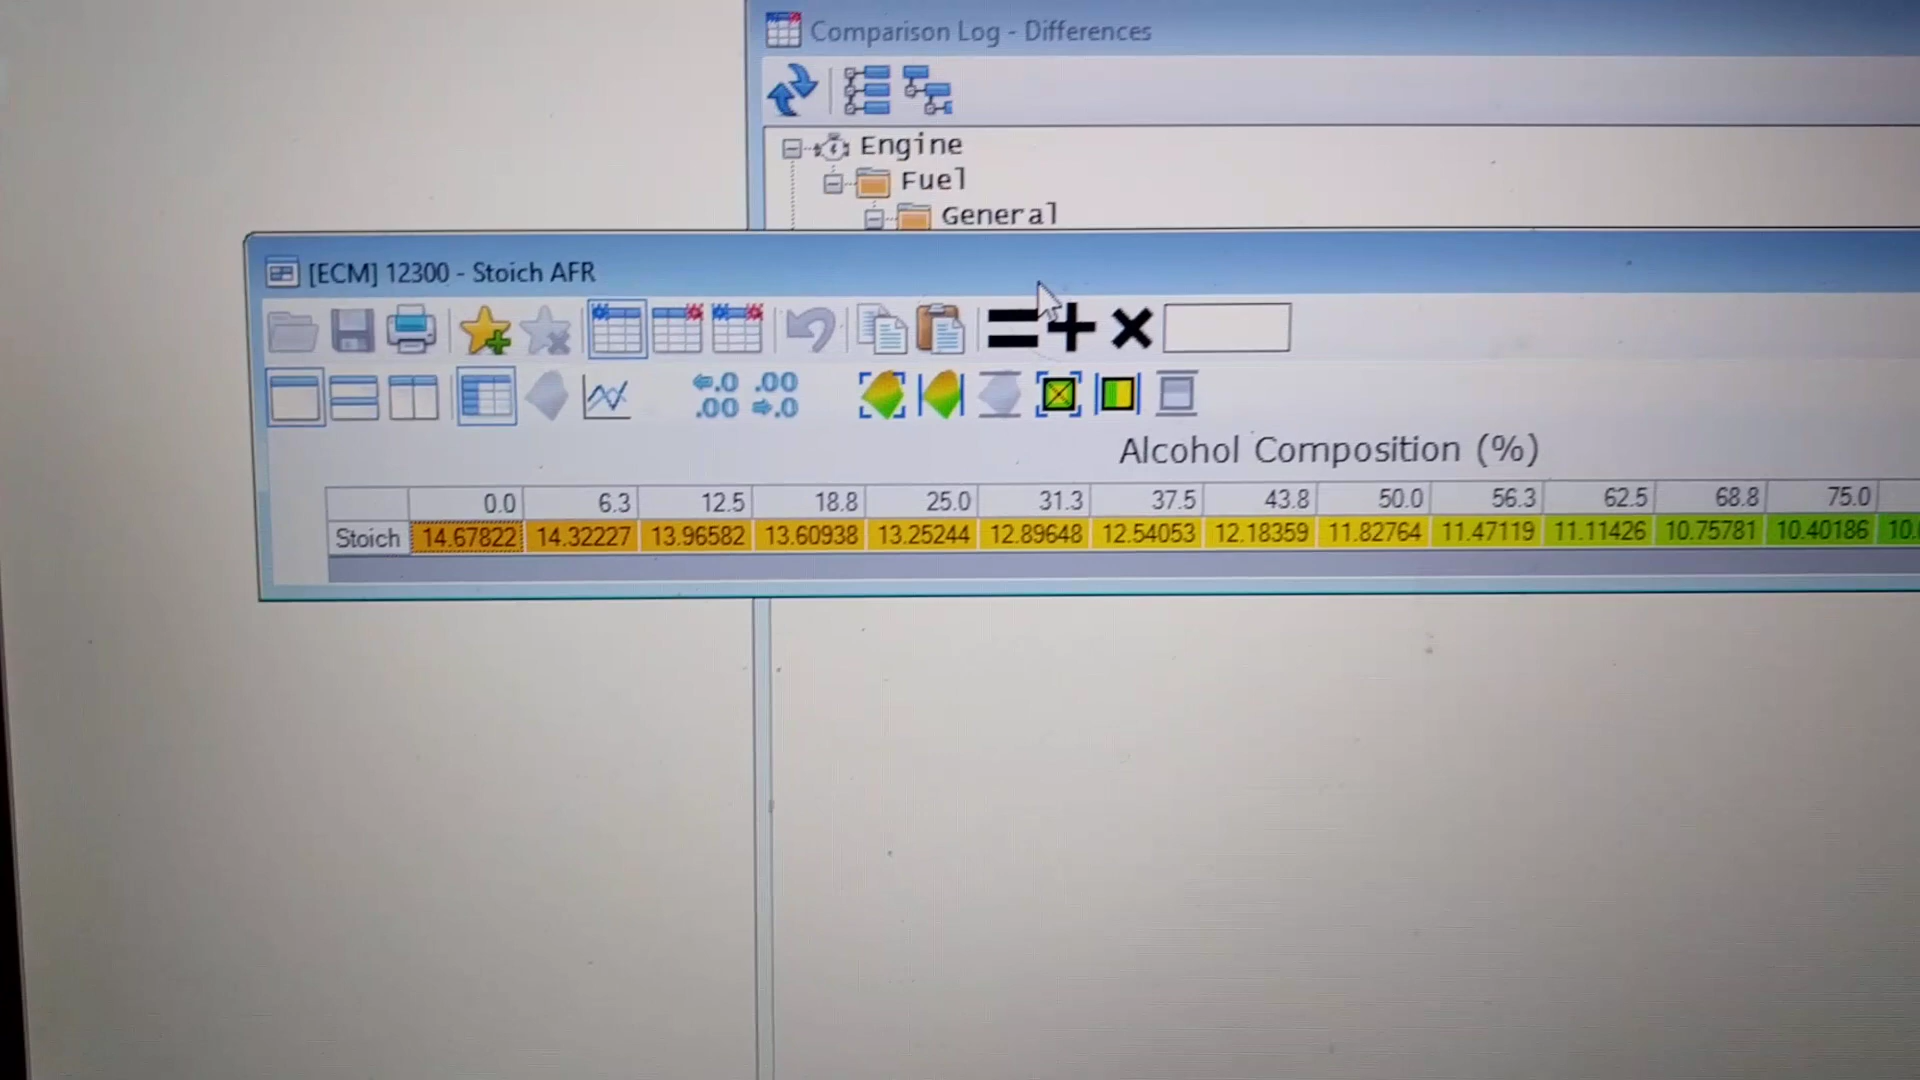 Comparison Log - Differences
Engine
Fuel
General
[ECM] 12300 - Stoich AFR
←.0 .00
.00 →.0
Alcohol Composition (%)
0.0 6.3 12.5 18.8 25.0 31.3 37.5 43.8 50.0 56.3 62.5 68.8 75.0
Stoich 14.67822 14.32227 13.96582 13.60938 13.25244 12.89648 12.54053 12.18359 11.82764 11.47119 11.11426 10.75781 10.40186